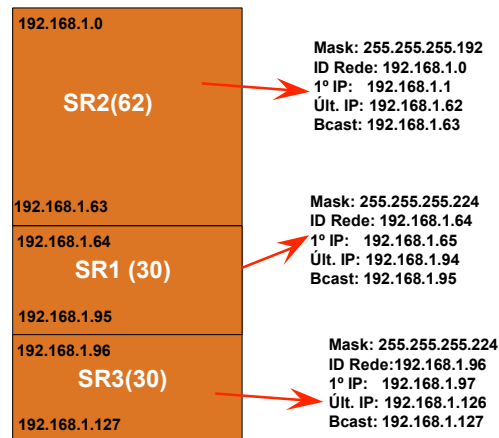 192.168.1.0
SR2(62)
192.168.1.63
Mask: 255.255.255.192
ID Rede: 192.168.1.0
1º IP: 192.168.1.1
Últ. IP: 192.168.1.62
Bcast: 192.168.1.63
192.168.1.64
SR1 (30)
192.168.1.95
Mask: 255.255.255.224
ID Rede: 192.168.1.64
1º IP: 192.168.1.65
Últ. IP: 192.168.1.94
Bcast: 192.168.1.95
192.168.1.96
SR3(30)
192.168.1.127
Mask: 255.255.255.224
ID Rede:192.168.1.96
1º IP: 192.168.1.97
Últ. IP: 192.168.1.126
Bcast: 192.168.1.127